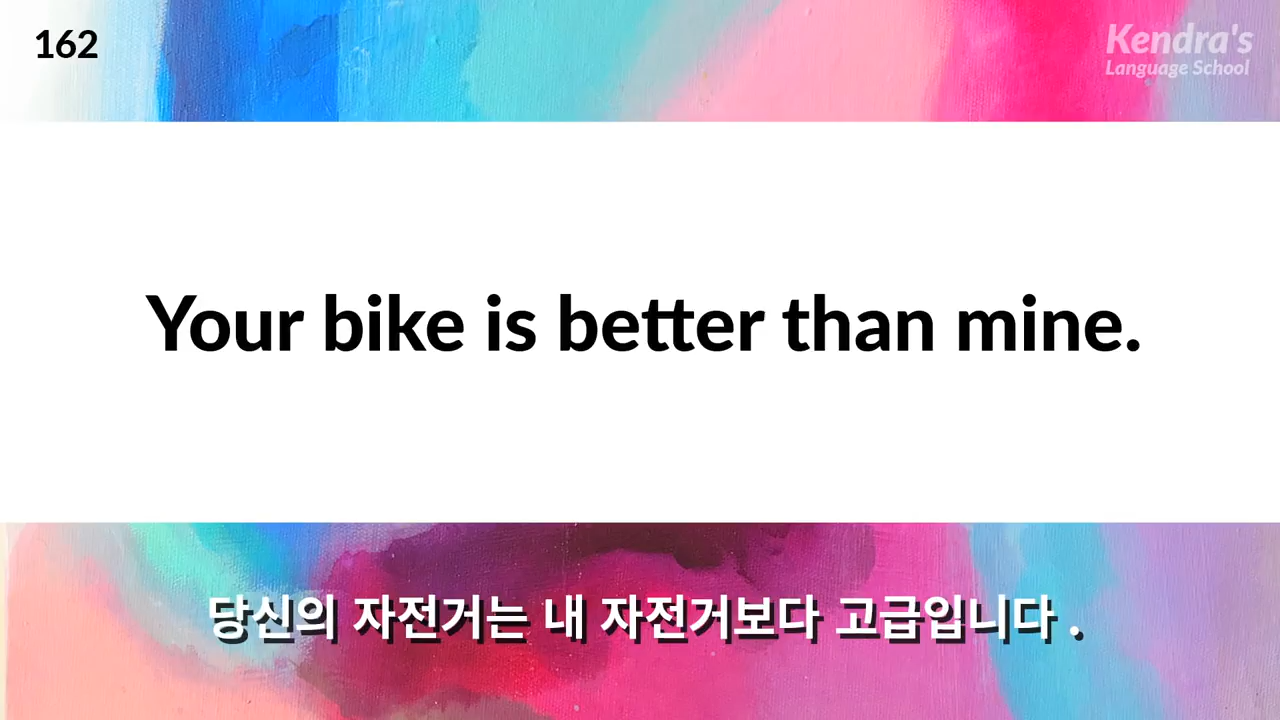 162
Kendra's
Language School
Your bike is better than mine.
당신의 자전거는 내 자전거보다 고급입니다 .